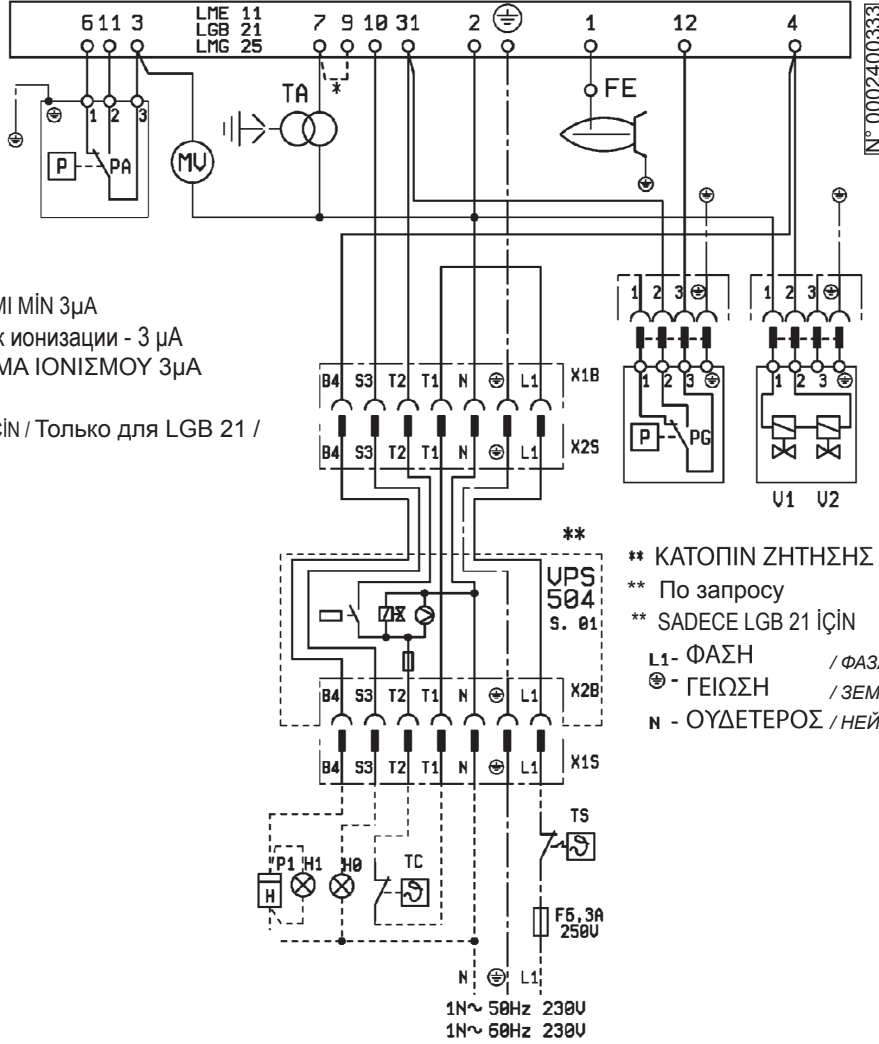 LME 11
LGB 21
LMG 25
6 11 3 7 9 10 31 2 1 12 4
N° 0002400333
TA
*
FE
1 2 3
P PA
MV
MİN 3µA
ионизации - 3 µA
ΙΟΝΙΣΜΟΥ 3µA
/ Только для LGB 21 /
1 2 3
1 2 3
B4 S3 T2 T1 N L1 X1B
B4 S3 T2 T1 N L1 X2S
1 2 3
P PG
1 2 3
V1 V2
**
VPS
504
S. 01
** ΚΑΤΟΠΙΝ ΖΗΤΗΣΗΣ
** По запросу
** SADECE LGB 21 İÇİN
L1- ΦΑΣΗ
- ΓΕΙΩΣΗ
N - ΟΥΔΕΤΕΡΟΣ
B4 S3 T2 T1 N L1 X2B
B4 S3 T2 T1 N L1 X1S
TS
P1 H1 H0 TC
H
F6,3A
250V
N L1
1N~ 50Hz 230V
1N~ 60Hz 230V